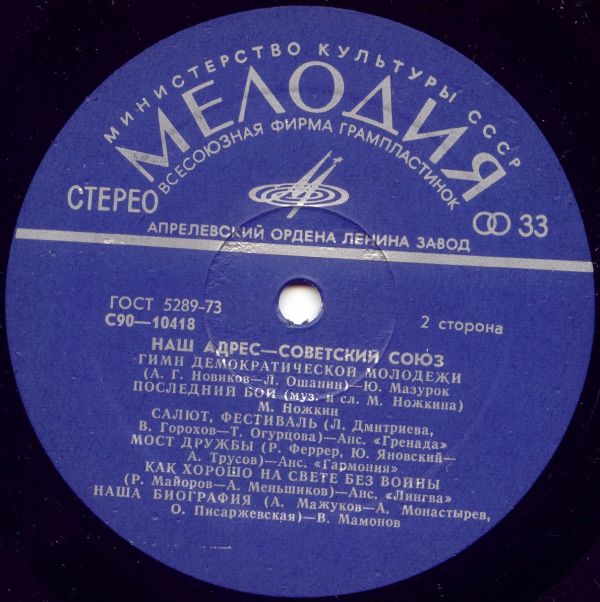 МИНИСТЕРСТВО КУЛЬТУРЫ СССР
МЕЛОДИЯ
ВСЕСОЮЗНАЯ ФИРМА ГРАМПЛАСТИНОК
СТЕРЕО
33
АПРЕЛЕВСКИЙ ОРДЕНА ЛЕНИНА ЗАВОД
ГОСТ 5289-73
С90—10418
2 сторона
НАШ АДРЕС—СОВЕТСКИЙ СОЮЗ
ГИМН ДЕМОКРАТИЧЕСКОЙ МОЛОДЕЖИ
(А. Г. Новиков—Л. Ошанин)—Ю. Мазурок
ПОСЛЕДНИЙ БОЙ (муз. и сл. М. Ножкина)
М. Ножкин
САЛЮТ, ФЕСТИВАЛЬ (Л. Дмитриева,
В. Горохов—Т. Огурцова)—Анс. «Гренада»
МОСТ ДРУЖБЫ (Р. Феррер, Ю. Яновский—
А. Трусов)—Анс. «Гармония»
КАК ХОРОШО НА СВЕТЕ БЕЗ ВОЙНЫ
(Р. Майоров—А. Меньшиков)—Анс. «Лингва»
НАША БИОГРАФИЯ (А. Мажуков—А. Монастырев,
О. Писаржевская)—В. Мамонов